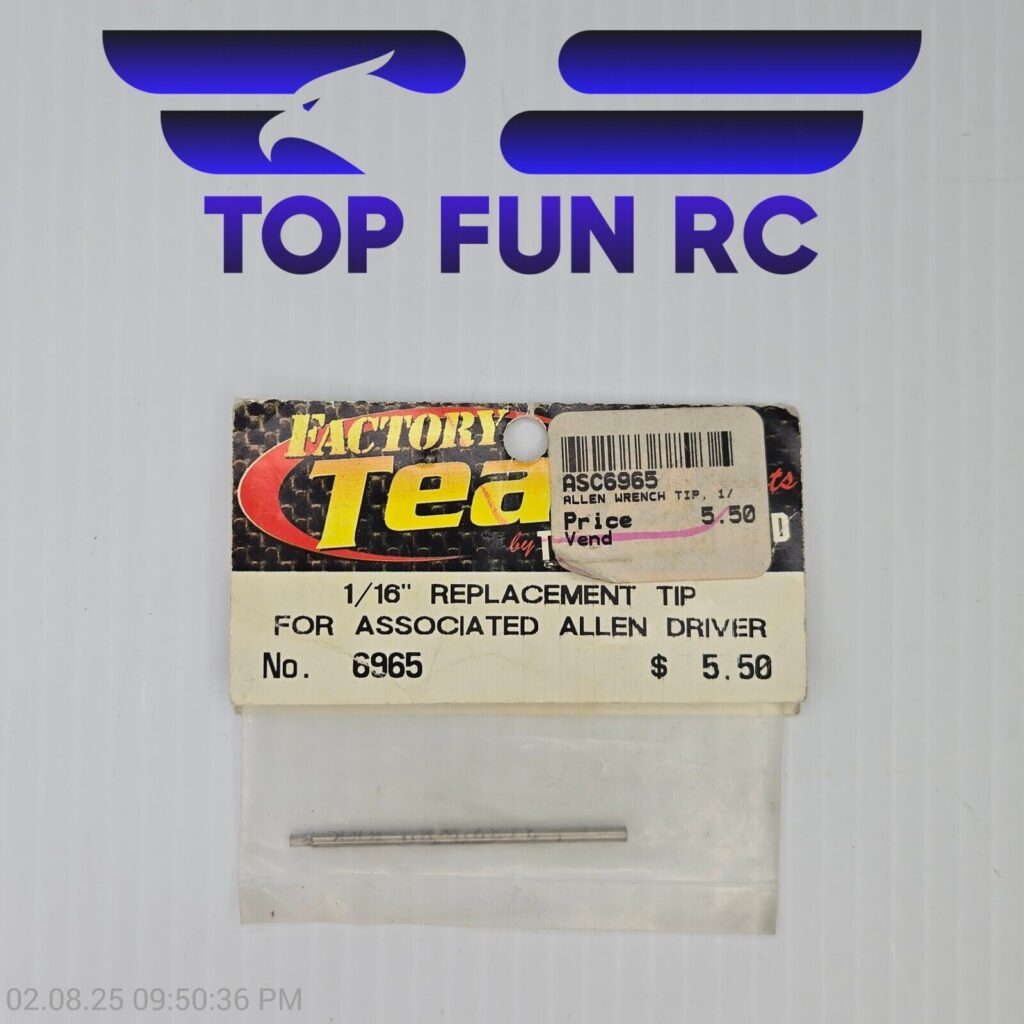 TOP FUN RC
FACTORY
Tea
ts
by T
D
ASC6965
ALLEN WRENCH TIP, 1/
Price 5.50
Vend
1/16" REPLACEMENT TIP
FOR ASSOCIATED ALLEN DRIVER
No. 6965 $ 5.50
02.08.25 09:50:36 PM